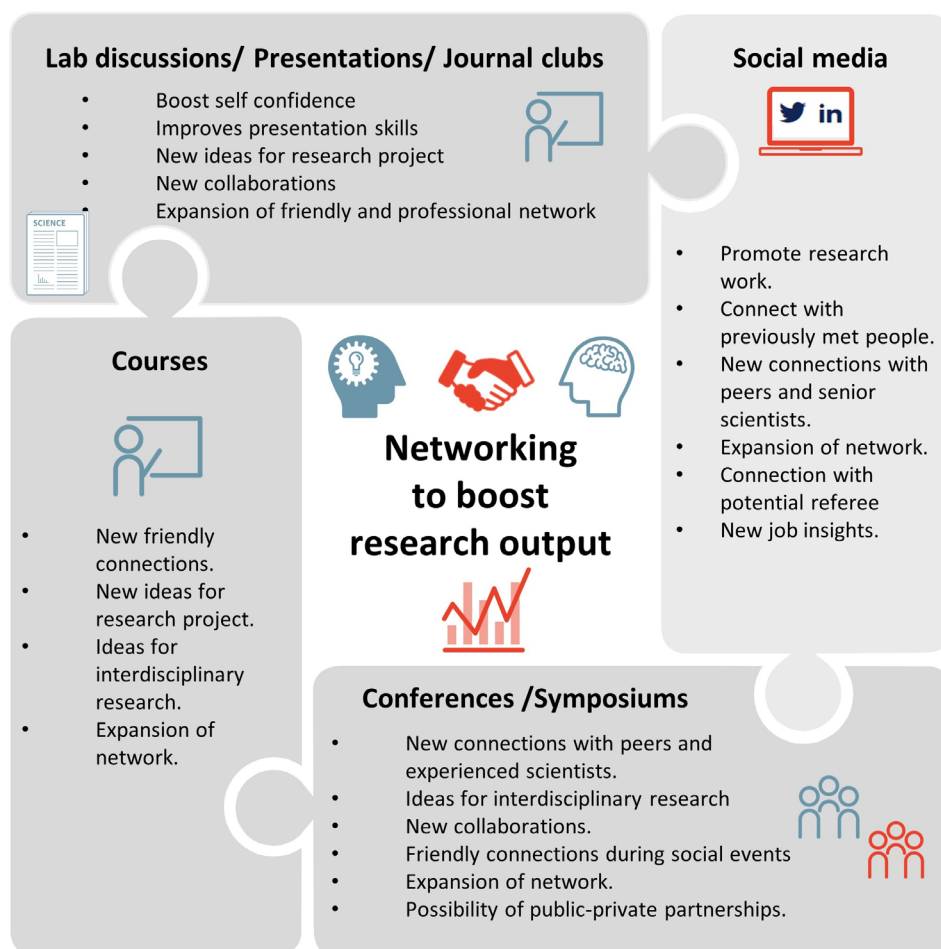 Lab discussions/ Presentations/ Journal clubs
• Boost self confidence
• Improves presentation skills
• New ideas for research project
• New collaborations
• Expansion of friendly and professional network
SCIENCE
Social media
in
• Promote research
work.
• Connect with
previously met people.
• New connections with
peers and senior
scientists.
• Expansion of network.
• Connection with
potential referee
• New job insights.
Courses
• New friendly
connections.
• New ideas for
research project.
• Ideas for
interdisciplinary
research.
• Expansion of
network.
Networking
to boost
research output
Conferences /Symposiums
• New connections with peers and
experienced scientists.
• Ideas for interdisciplinary research
• New collaborations.
• Friendly connections during social events
• Expansion of network.
• Possibility of public-private partnerships.